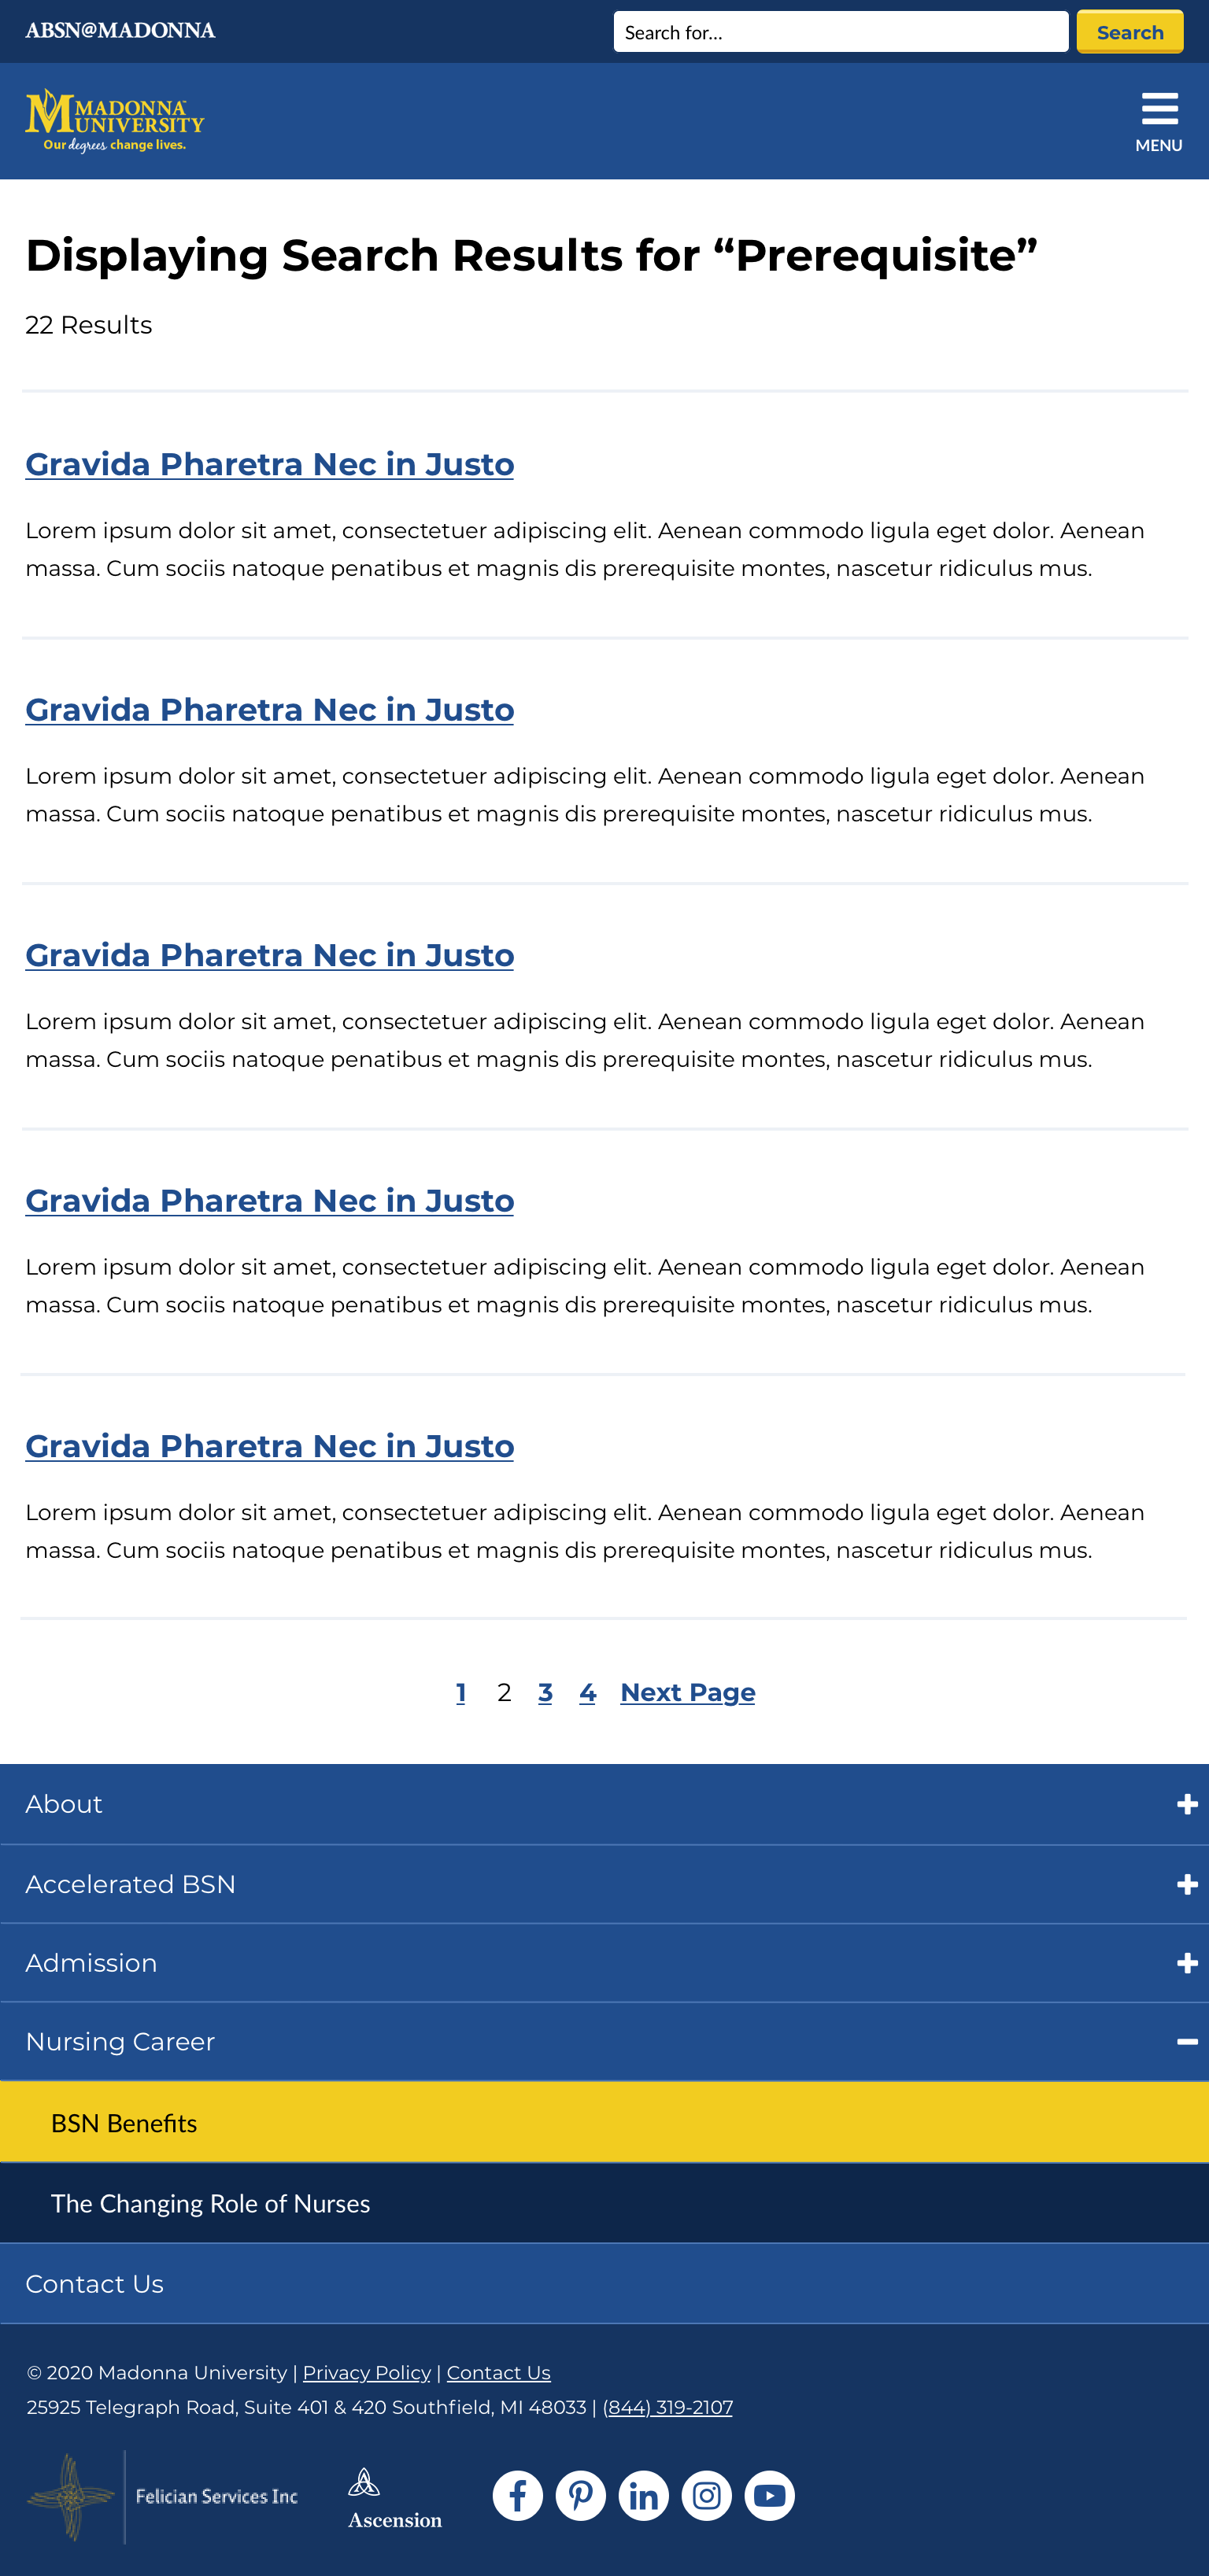 ABSN@MADONNA
Search for...
Search
MADONNA
UNIVERSITY
Our degrees change lives.
MENU
Displaying Search Results for “Prerequisite”
22 Results
Gravida Pharetra Nec in Justo
Lorem ipsum dolor sit amet, consectetuer adipiscing elit. Aenean commodo ligula eget dolor. Aenean
massa. Cum sociis natoque penatibus et magnis dis prerequisite montes, nascetur ridiculus mus.
Gravida Pharetra Nec in Justo
Lorem ipsum dolor sit amet, consectetuer adipiscing elit. Aenean commodo ligula eget dolor. Aenean
massa. Cum sociis natoque penatibus et magnis dis prerequisite montes, nascetur ridiculus mus.
Gravida Pharetra Nec in Justo
Lorem ipsum dolor sit amet, consectetuer adipiscing elit. Aenean commodo ligula eget dolor. Aenean
massa. Cum sociis natoque penatibus et magnis dis prerequisite montes, nascetur ridiculus mus.
Gravida Pharetra Nec in Justo
Lorem ipsum dolor sit amet, consectetuer adipiscing elit. Aenean commodo ligula eget dolor. Aenean
massa. Cum sociis natoque penatibus et magnis dis prerequisite montes, nascetur ridiculus mus.
Gravida Pharetra Nec in Justo
Lorem ipsum dolor sit amet, consectetuer adipiscing elit. Aenean commodo ligula eget dolor. Aenean
massa. Cum sociis natoque penatibus et magnis dis prerequisite montes, nascetur ridiculus mus.
1 2 3 4 Next Page
About
Accelerated BSN
Admission
Nursing Career
BSN Benefits
The Changing Role of Nurses
Contact Us
© 2020 Madonna University | Privacy Policy | Contact Us
25925 Telegraph Road, Suite 401 & 420 Southfield, MI 48033 | (844) 319-2107
Felician Services Inc
Ascension